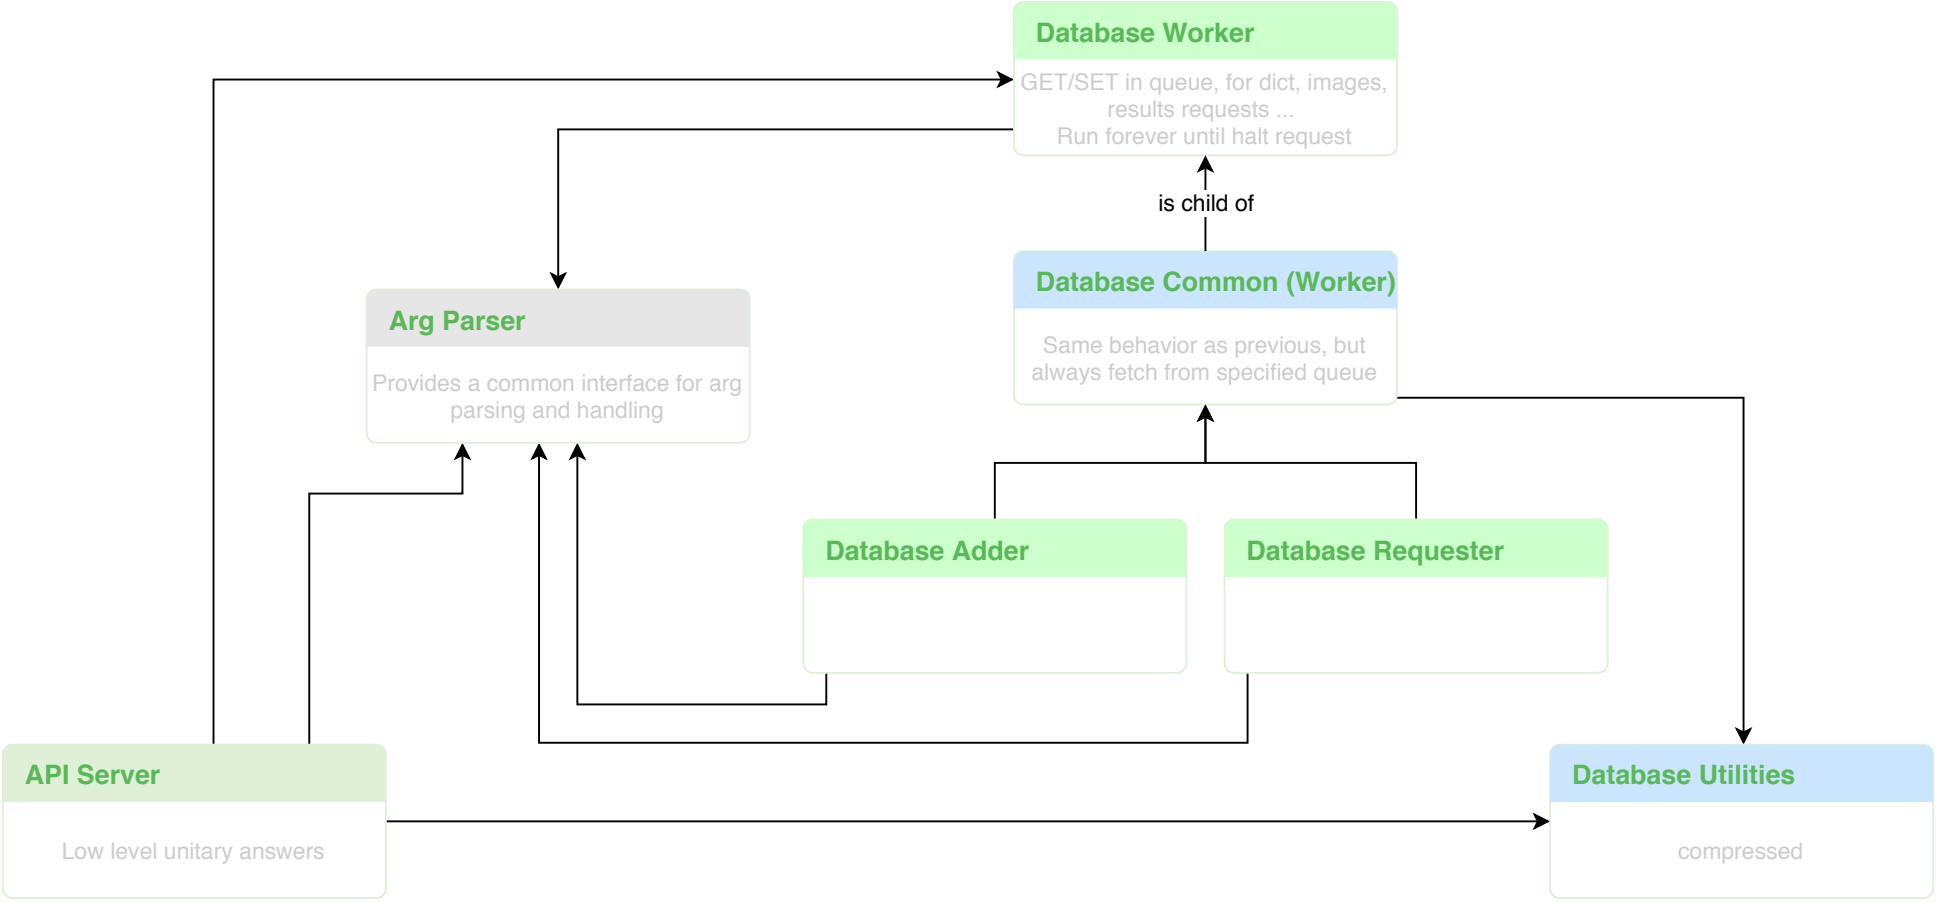 Database Worker
GET/SET in queue, for dict, images,
results requests ...
Run forever until halt request
is child of
Database Common (Worker)
Same behavior as previous, but
always fetch from specified queue
Arg Parser
Provides a common interface for arg
parsing and handling
Database Adder
Database Requester
API Server
Low level unitary answers
Database Utilities
compressed